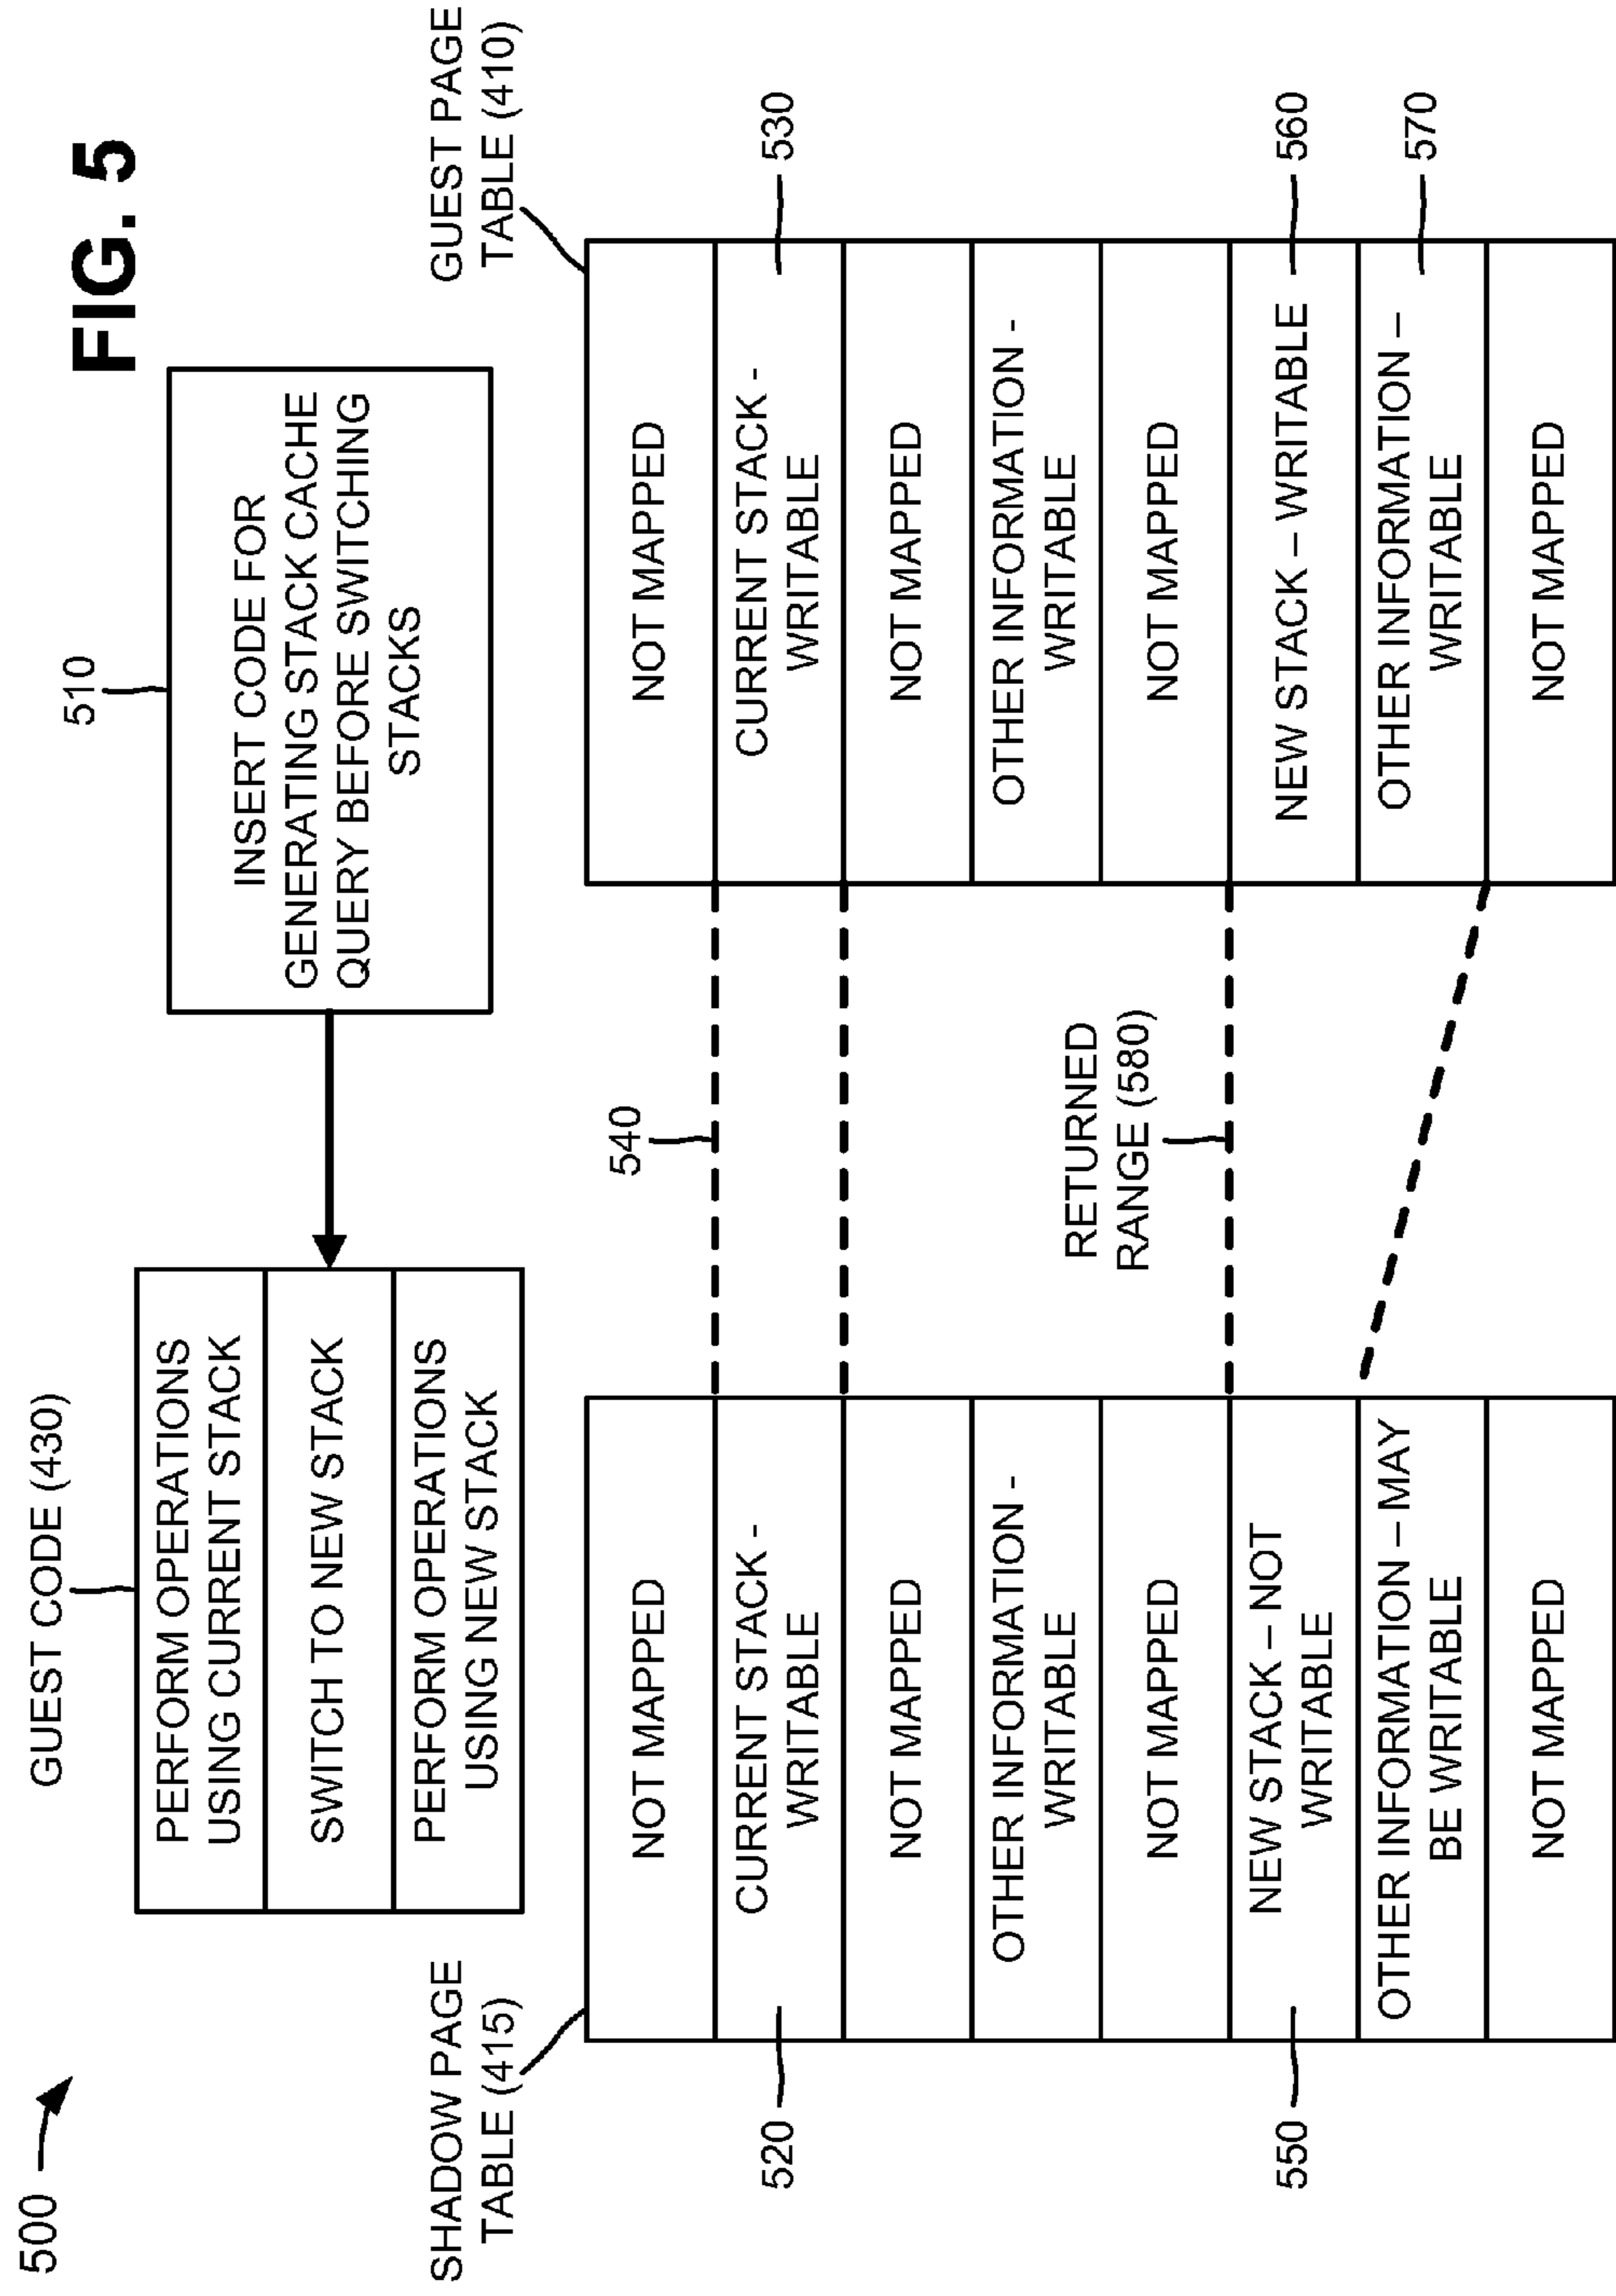 FIG. 5
500
GUEST CODE (430)
PERFORM OPERATIONS
USING CURRENT STACK
SWITCH TO NEW STACK
PERFORM OPERATIONS
USING NEW STACK
510
INSERT CODE FOR
GENERATING STACK CACHE
QUERY BEFORE SWITCHING
STACKS
SHADOW PAGE
TABLE (415)
NOT MAPPED
CURRENT STACK -
WRITABLE
NOT MAPPED
OTHER INFORMATION -
WRITABLE
NOT MAPPED
NEW STACK – NOT
WRITABLE
OTHER INFORMATION – MAY
BE WRITABLE
NOT MAPPED
520
550
540
RETURNED
RANGE (580)
GUEST PAGE
TABLE (410)
NOT MAPPED
CURRENT STACK -
WRITABLE
NOT MAPPED
OTHER INFORMATION -
WRITABLE
NOT MAPPED
NEW STACK – WRITABLE
OTHER INFORMATION –
WRITABLE
NOT MAPPED
530
560
570